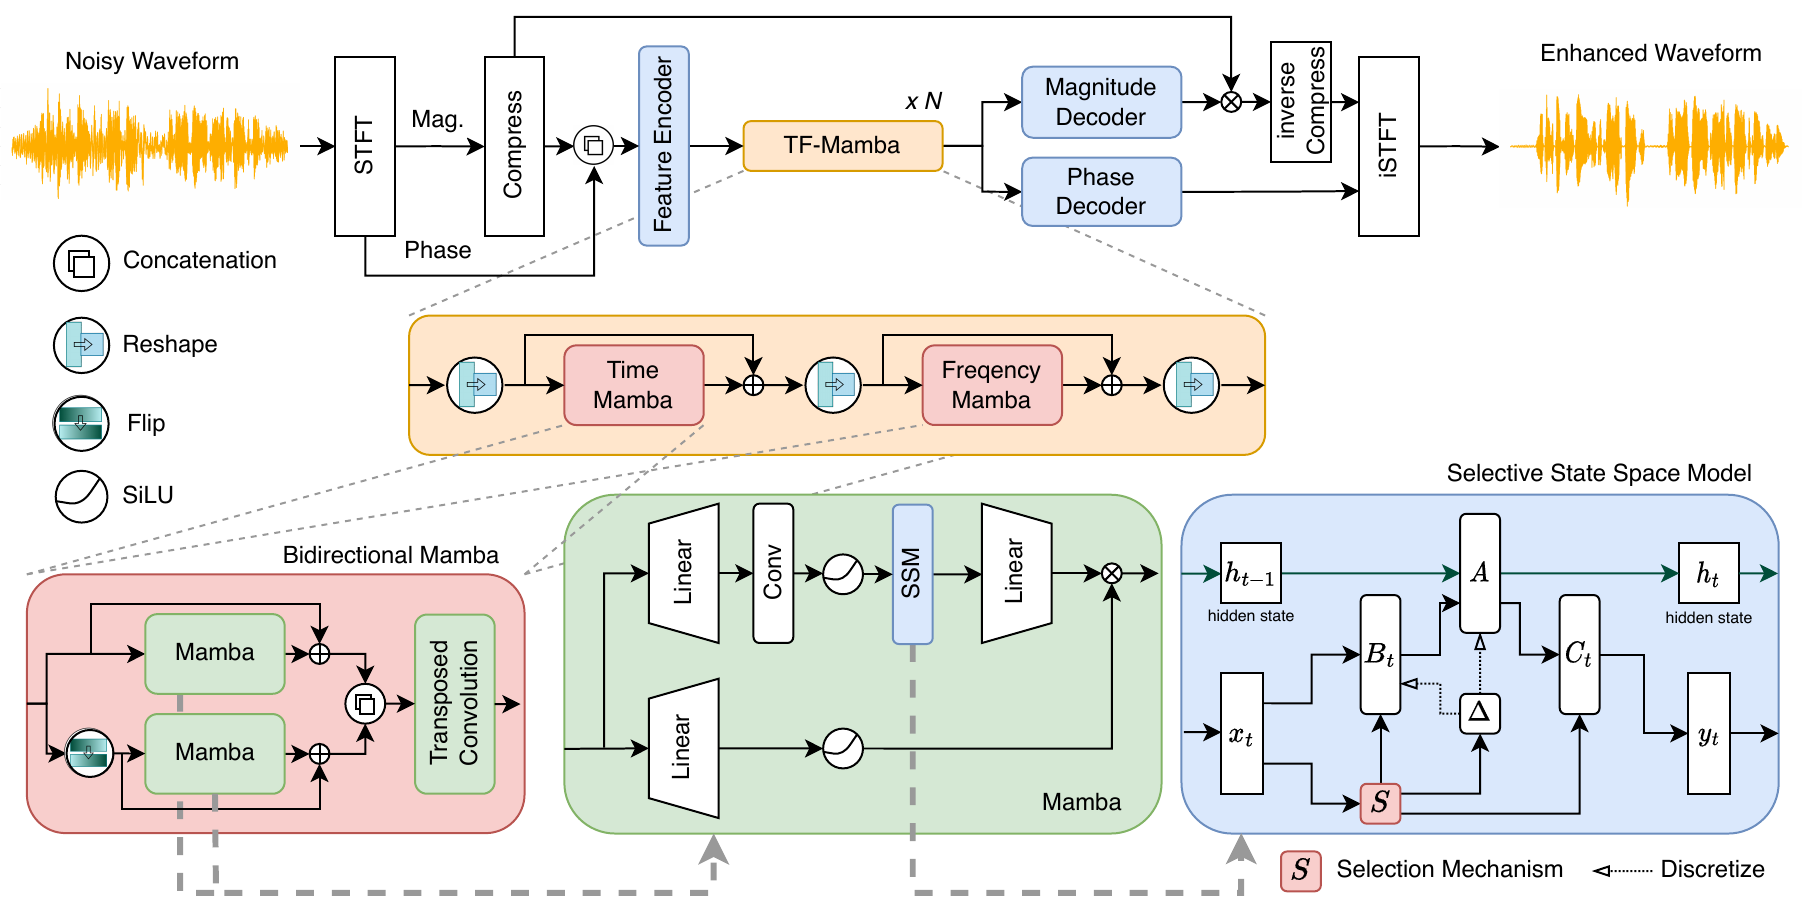 Noisy Waveform
STFT
Mag.
Phase
Compress
Feature Encoder
x N
TF-Mamba
Magnitude
Decoder
Phase
Decoder
inverse
Compress
iSTFT
Enhanced Waveform
Concatenation
Reshape
Flip
SiLU
Time
Mamba
Freqency
Mamba
Bidirectional Mamba
Mamba
Mamba
Transposed
Convolution
Linear
Conv
SSM
Linear
Linear
Mamba
Selective State Space Model
h_{t-1}
hidden state
A
h_t
hidden state
B_t
C_t
Δ
x_t
y_t
S
S Selection Mechanism
Discretize